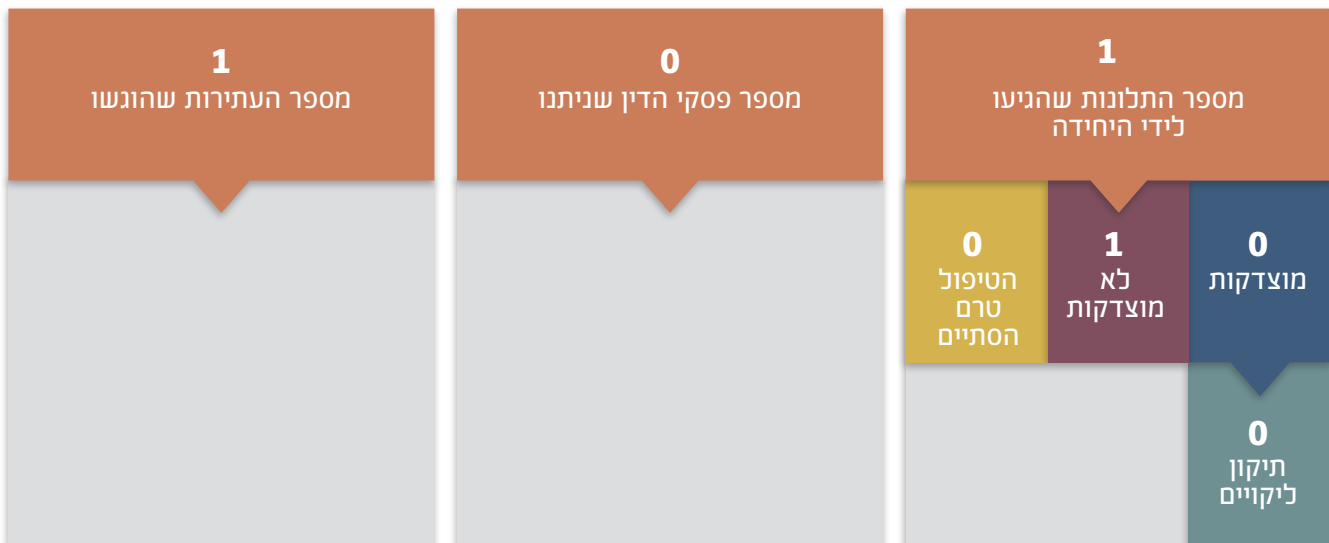 1
מספר התלונות שהגיעו
לידי היחידה
0
מוצדקות
1
לא
מוצדקות
0
הטיפול
טרם
הסתיים
0
תיקון
ליקויים
0
מספר פסקי הדין שניתנו
1
מספר העתירות שהוגשו